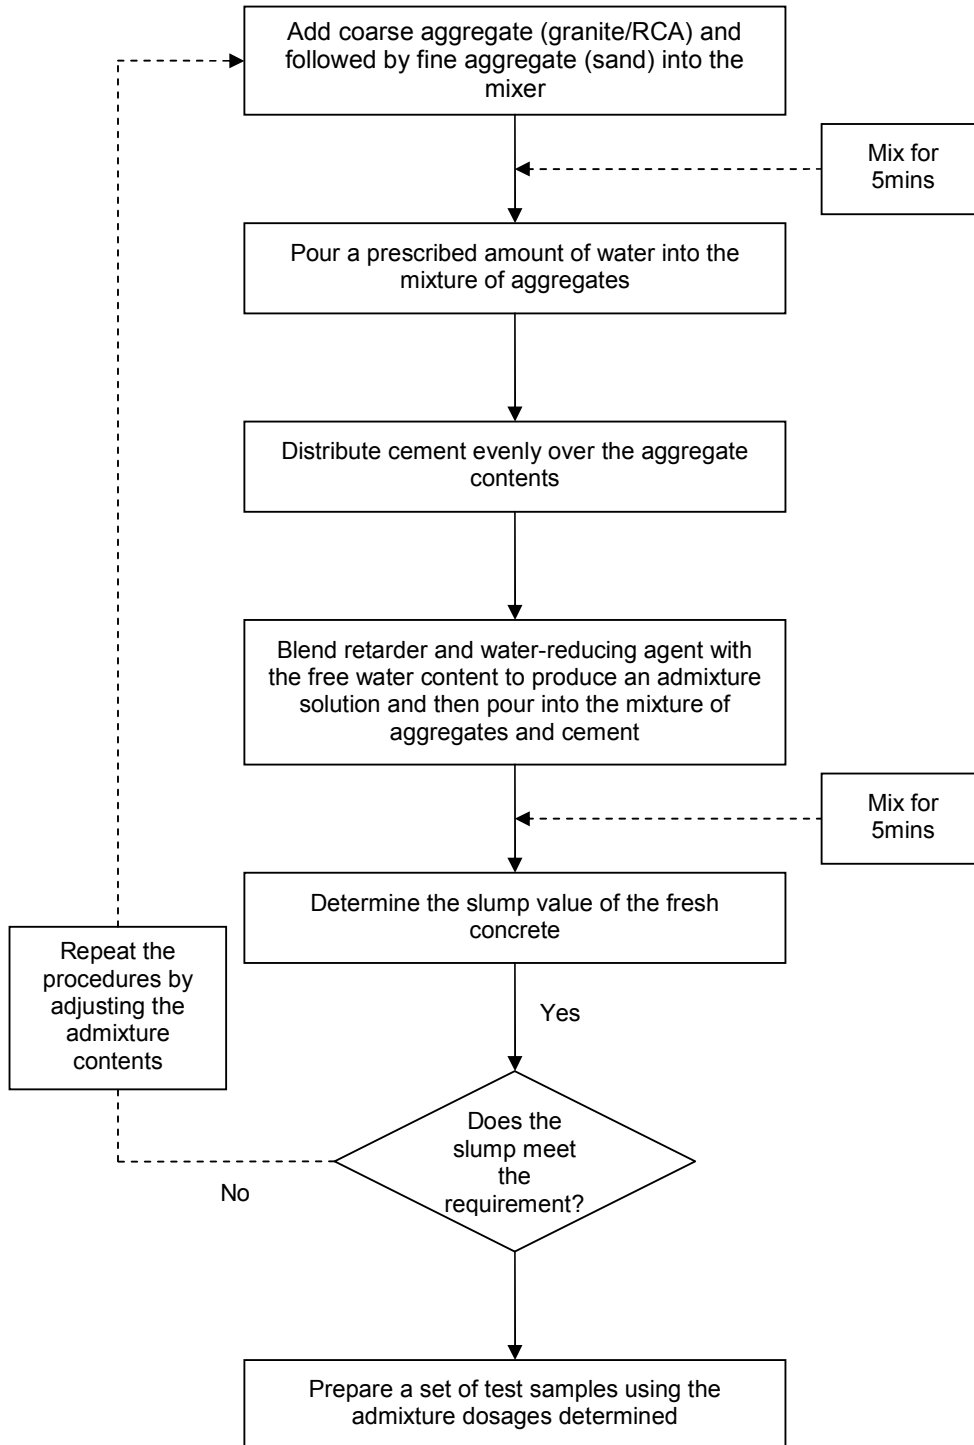 Add coarse aggregate (granite/RCA) and
followed by fine aggregate (sand) into the
mixer
Mix for
5mins
Pour a prescribed amount of water into the
mixture of aggregates
Distribute cement evenly over the aggregate
contents
Blend retarder and water-reducing agent with
the free water content to produce an admixture
solution and then pour into the mixture of
aggregates and cement
Mix for
5mins
Determine the slump value of the fresh
concrete
Repeat the
procedures by
adjusting the
admixture
contents
Yes
Does the
slump meet
the
requirement?
No
Prepare a set of test samples using the
admixture dosages determined